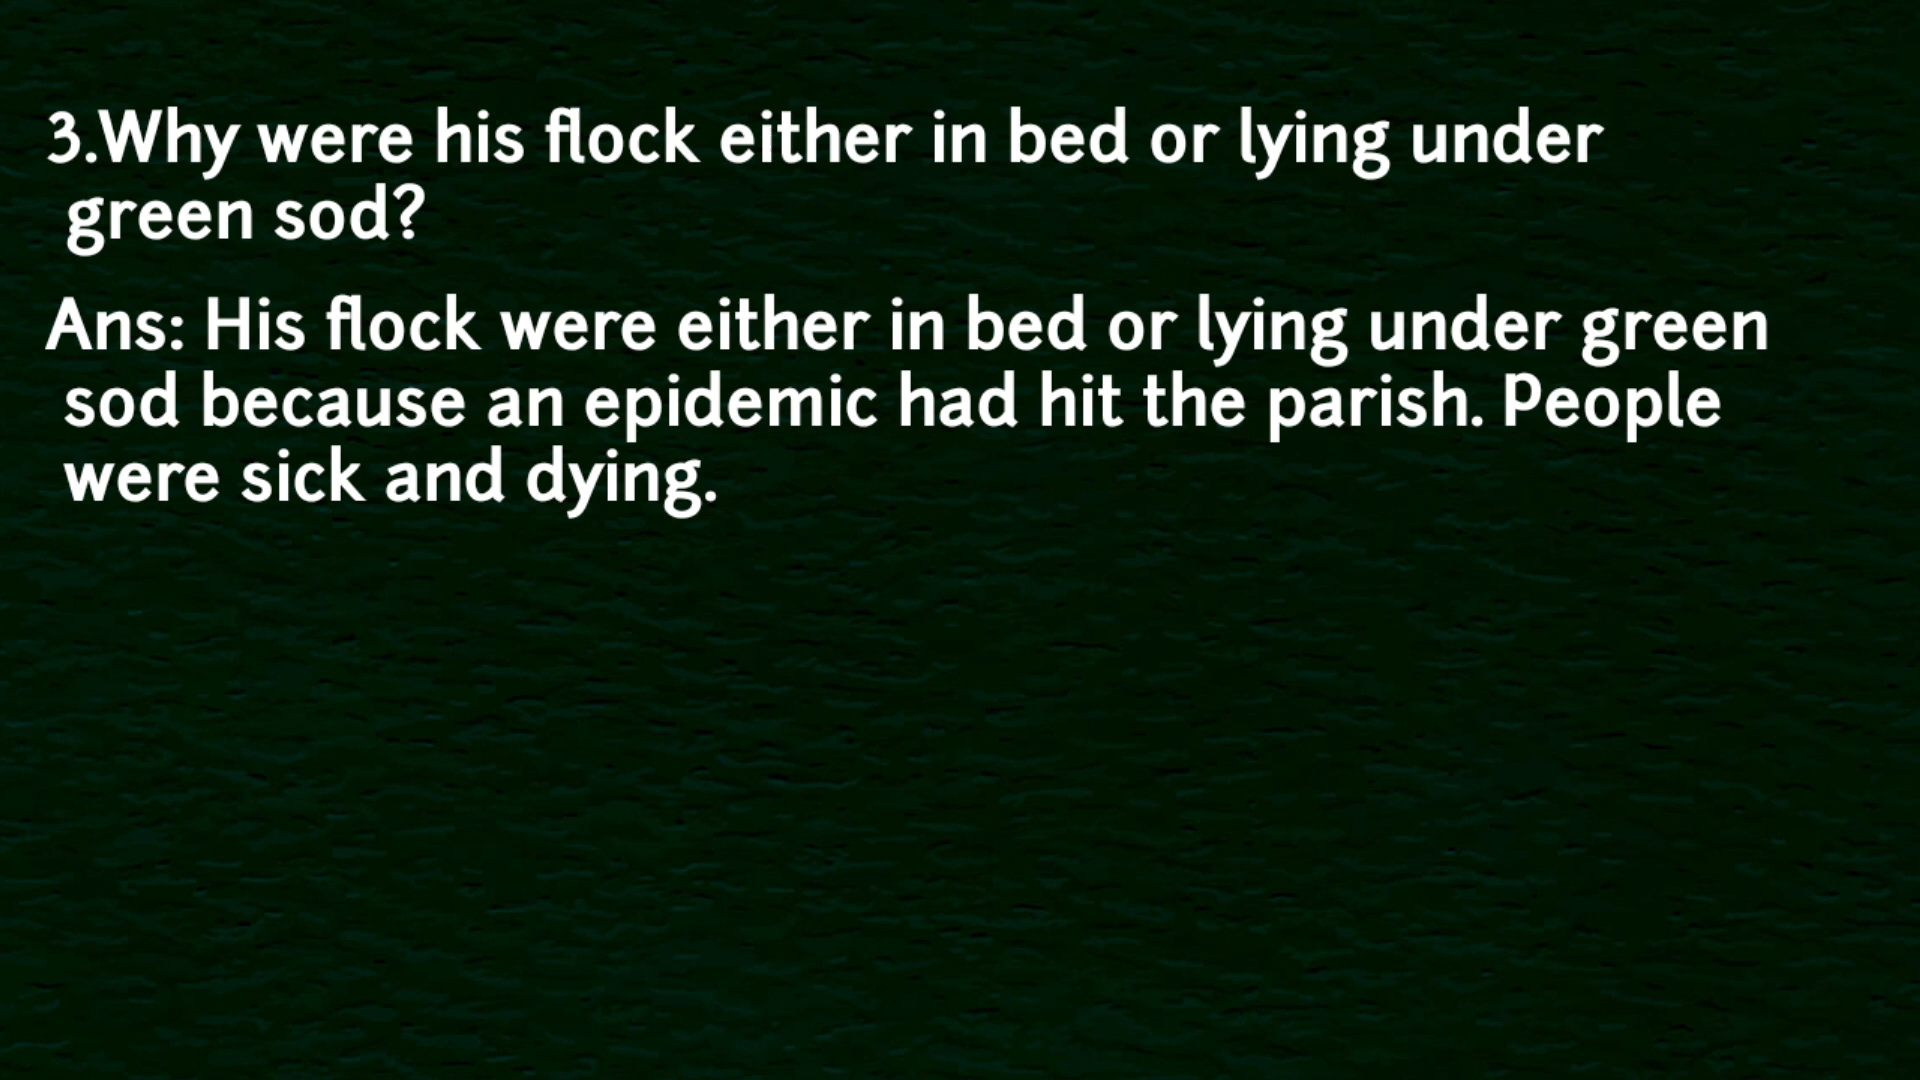 3.Why were his flock either in bed or lying under
green sod?
Ans: His flock were either in bed or lying under green
sod because an epidemic had hit the parish. People
were sick and dying.